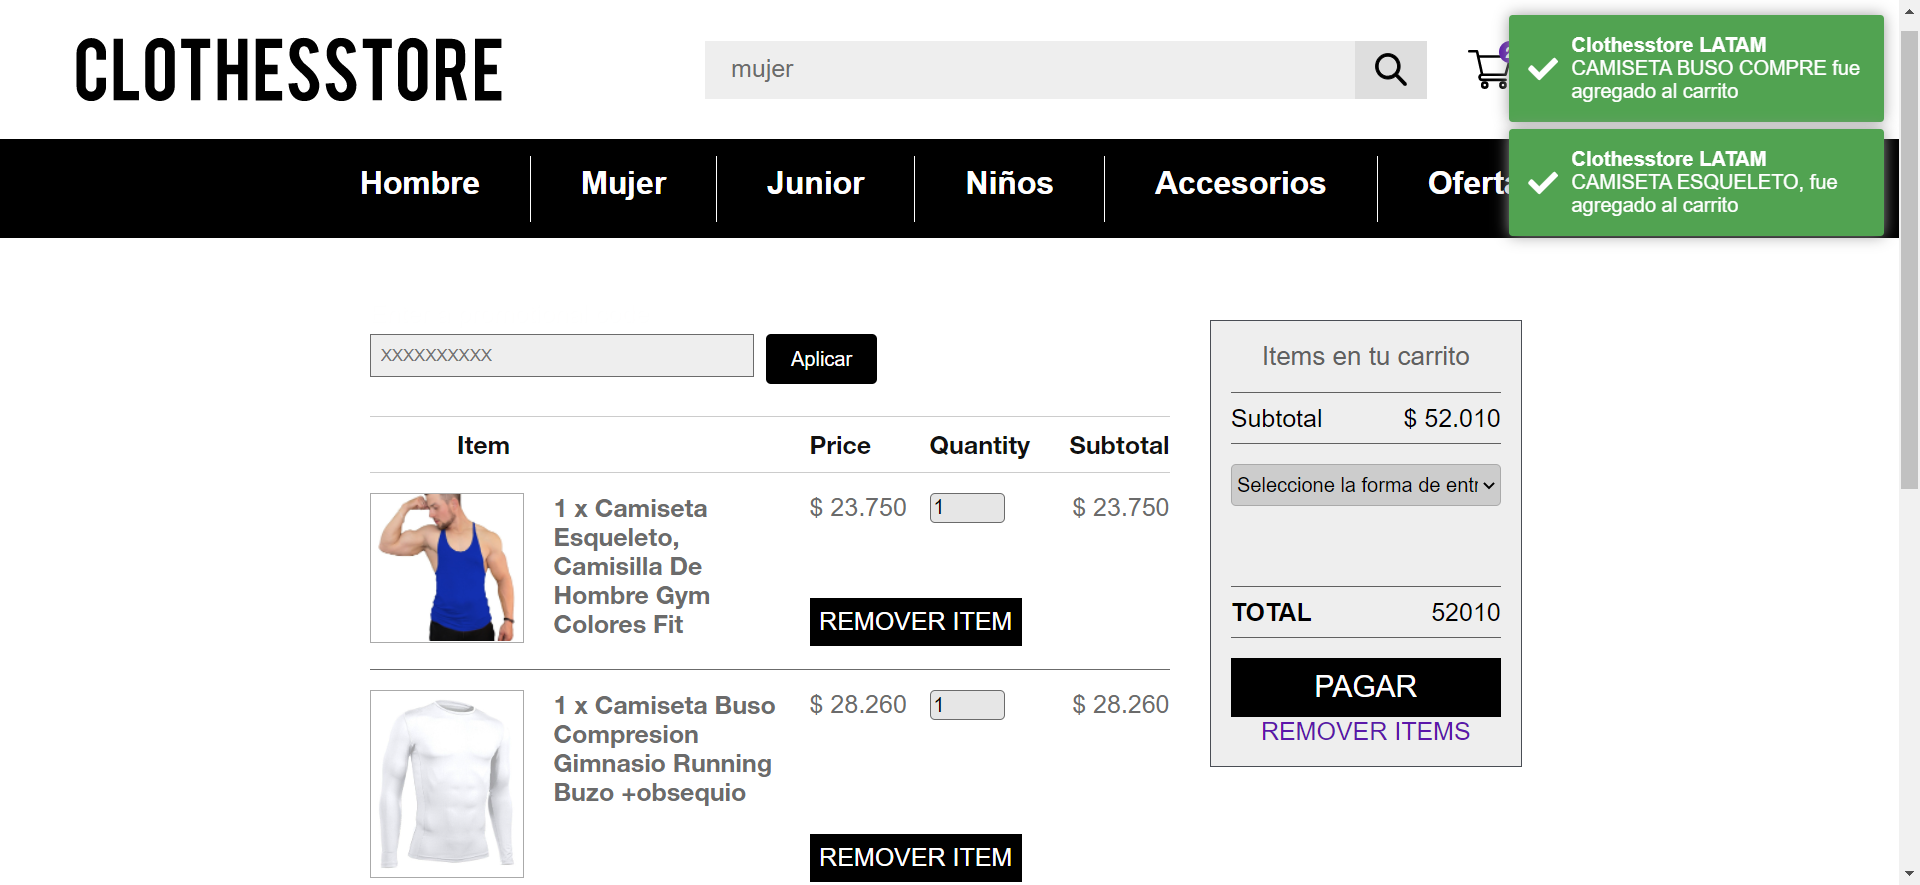 CLOTHESSTORE
mujer
Clothesstore LATAM
CAMISETA BUSO COMPRE fue
agregado al carrito
Clothesstore LATAM
CAMISETA ESQUELETO, fue
agregado al carrito
Hombre
Mujer
Junior
Niños
Accesorios
Oferta
XXXXXXXXXX
Aplicar
Item Price Quantity Subtotal
1 x Camiseta
Esqueleto,
Camisilla De
Hombre Gym
Colores Fit
$ 23.750
1
$ 23.750
REMOVER ITEM
1 x Camiseta Buso
Compresion
Gimnasio Running
Buzo +obsequio
$ 28.260
1
$ 28.260
REMOVER ITEM
Items en tu carrito
Subtotal $ 52.010
Seleccione la forma de entr
TOTAL 52010
PAGAR
REMOVER ITEMS